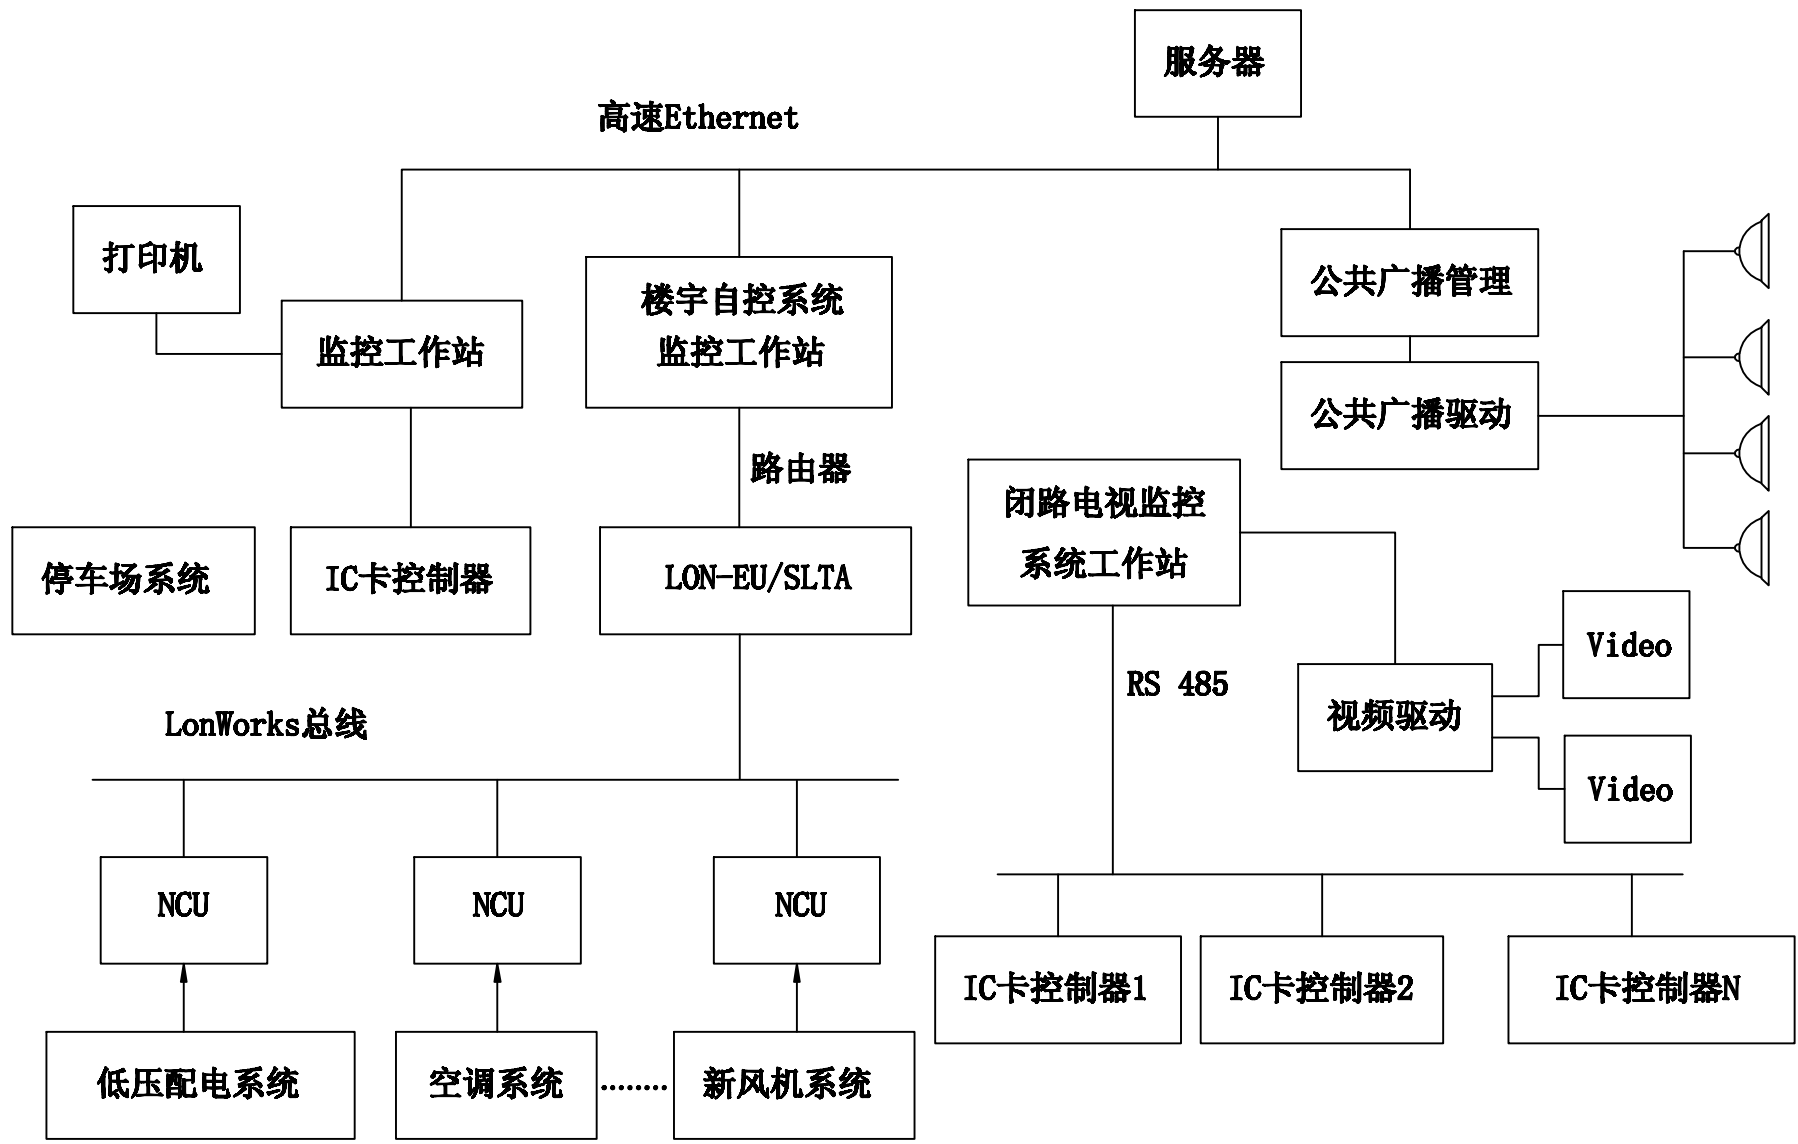 服务器
高速Ethernet
打印机
监控工作站
楼宇自控系统
监控工作站
公共广播管理
公共广播驱动
路由器
闭路电视监控
系统工作站
停车场系统
IC卡控制器
LON-EU/SLTA
Video
RS 485
视频驱动
LonWorks总线
Video
NCU
NCU
NCU
IC卡控制器1
IC卡控制器2
IC卡控制器N
低压配电系统
空调系统
新风机系统